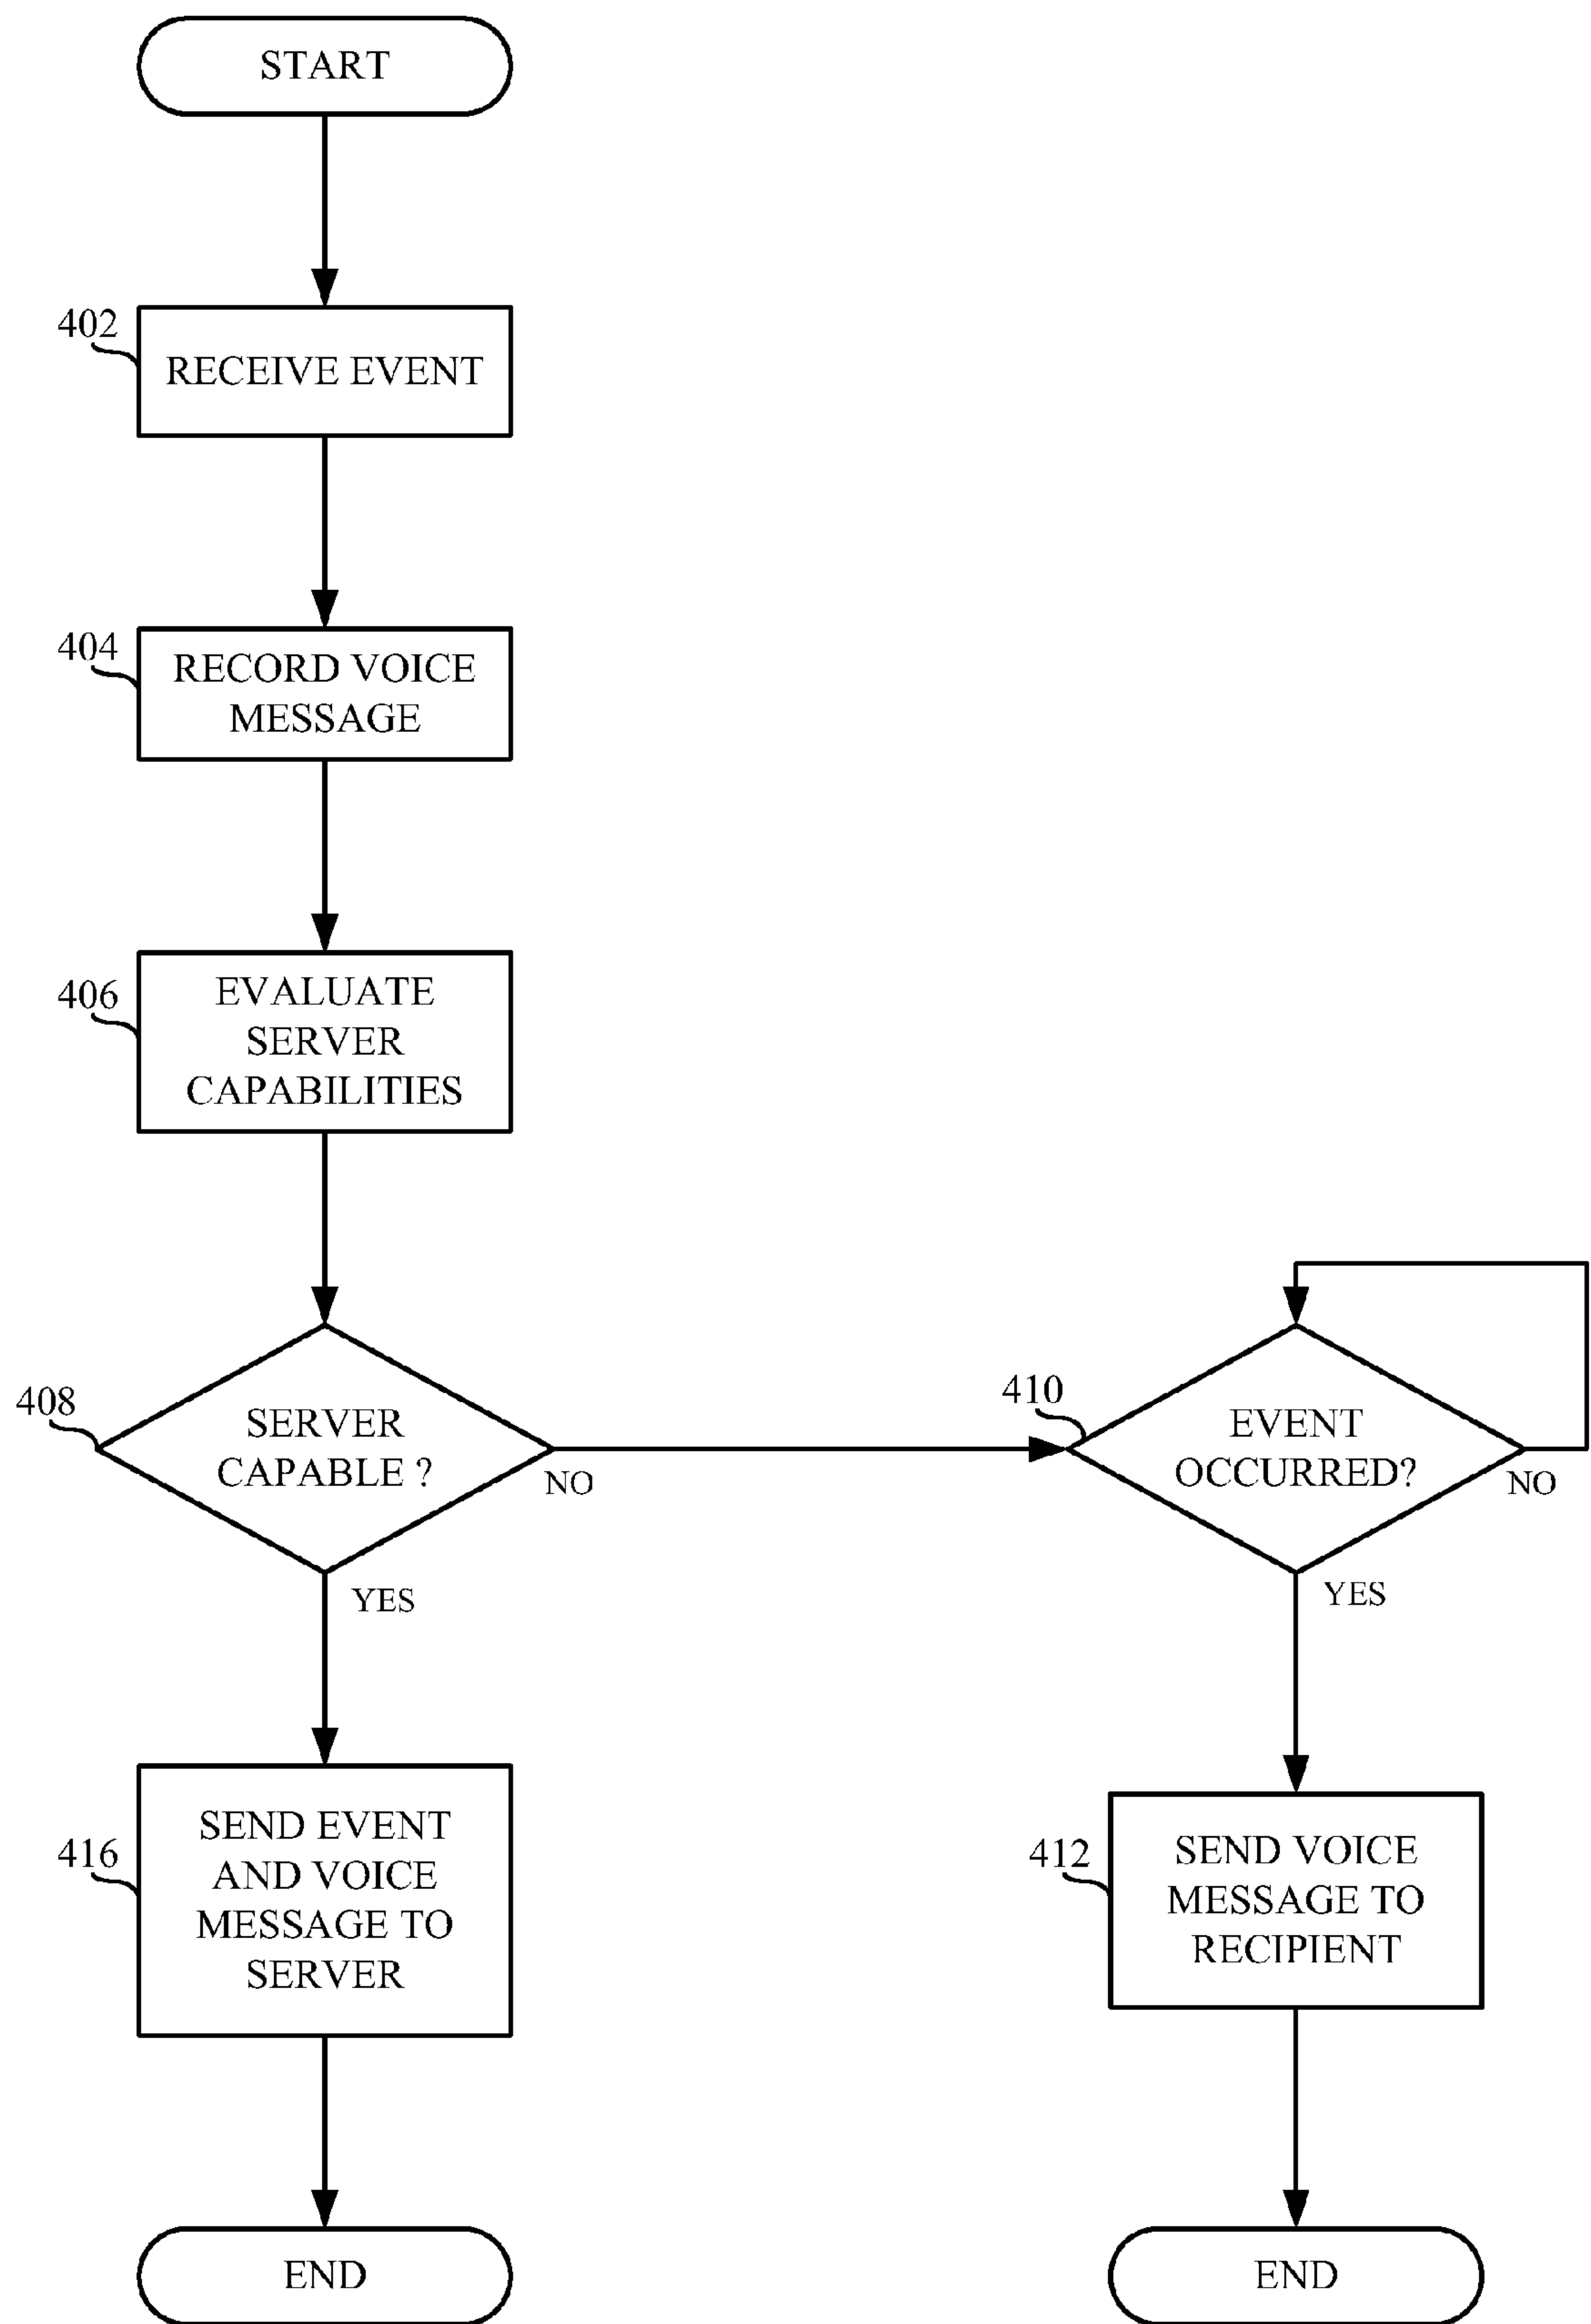 START
402
RECEIVE EVENT
404
RECORD VOICE
MESSAGE
406
EVALUATE
SERVER
CAPABILITIES
408
SERVER
CAPABLE ?
NO
YES
410
EVENT
OCCURRED?
NO
YES
416
SEND EVENT
AND VOICE
MESSAGE TO
SERVER
412
SEND VOICE
MESSAGE TO
RECIPIENT
END
END